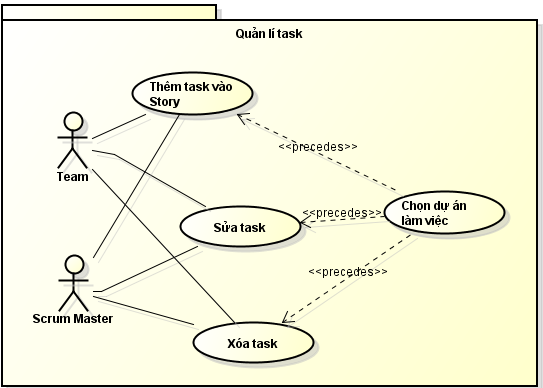 Quản lí task
Thêm task vào
Story
<<precedes>>
Team
Chọn dự án
làm việc
<<precedes>>
Sửa task
<<precedes>>
Scrum Master
Xóa task